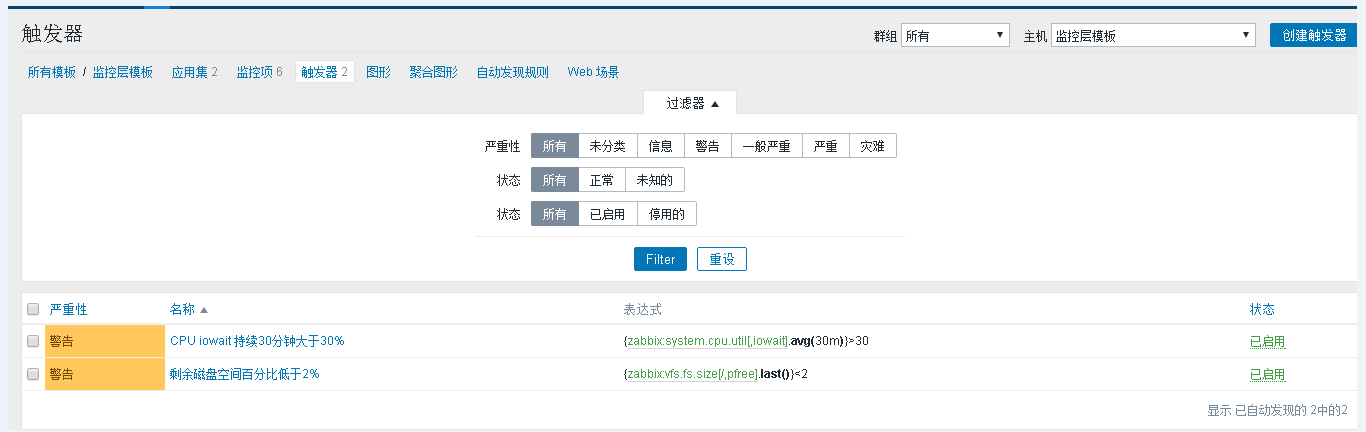 触发器
群组 所有 主机 监控层模板 创建触发器
所有模板 / 监控层模板 应用集 2 监控项 6 触发器 2 图形 聚合图形 自动发现规则 Web 场景
过滤器
严重性 所有 未分类 信息 警告 一般严重 严重 灾难
状态 所有 正常 未知的
状态 所有 已启用 停用的
Filter 重设
严重性 名称 表达式 状态
警告 CPU iowait 持续30分钟大于30% {zabbix:system.cpu.util[,iowait].avg(30m)}>30 已启用
警告 剩余磁盘空间百分比低于2% {zabbix:vfs.fs.size[/,pfree].last()}<2 已启用
显示 已自动发现的 2中的2